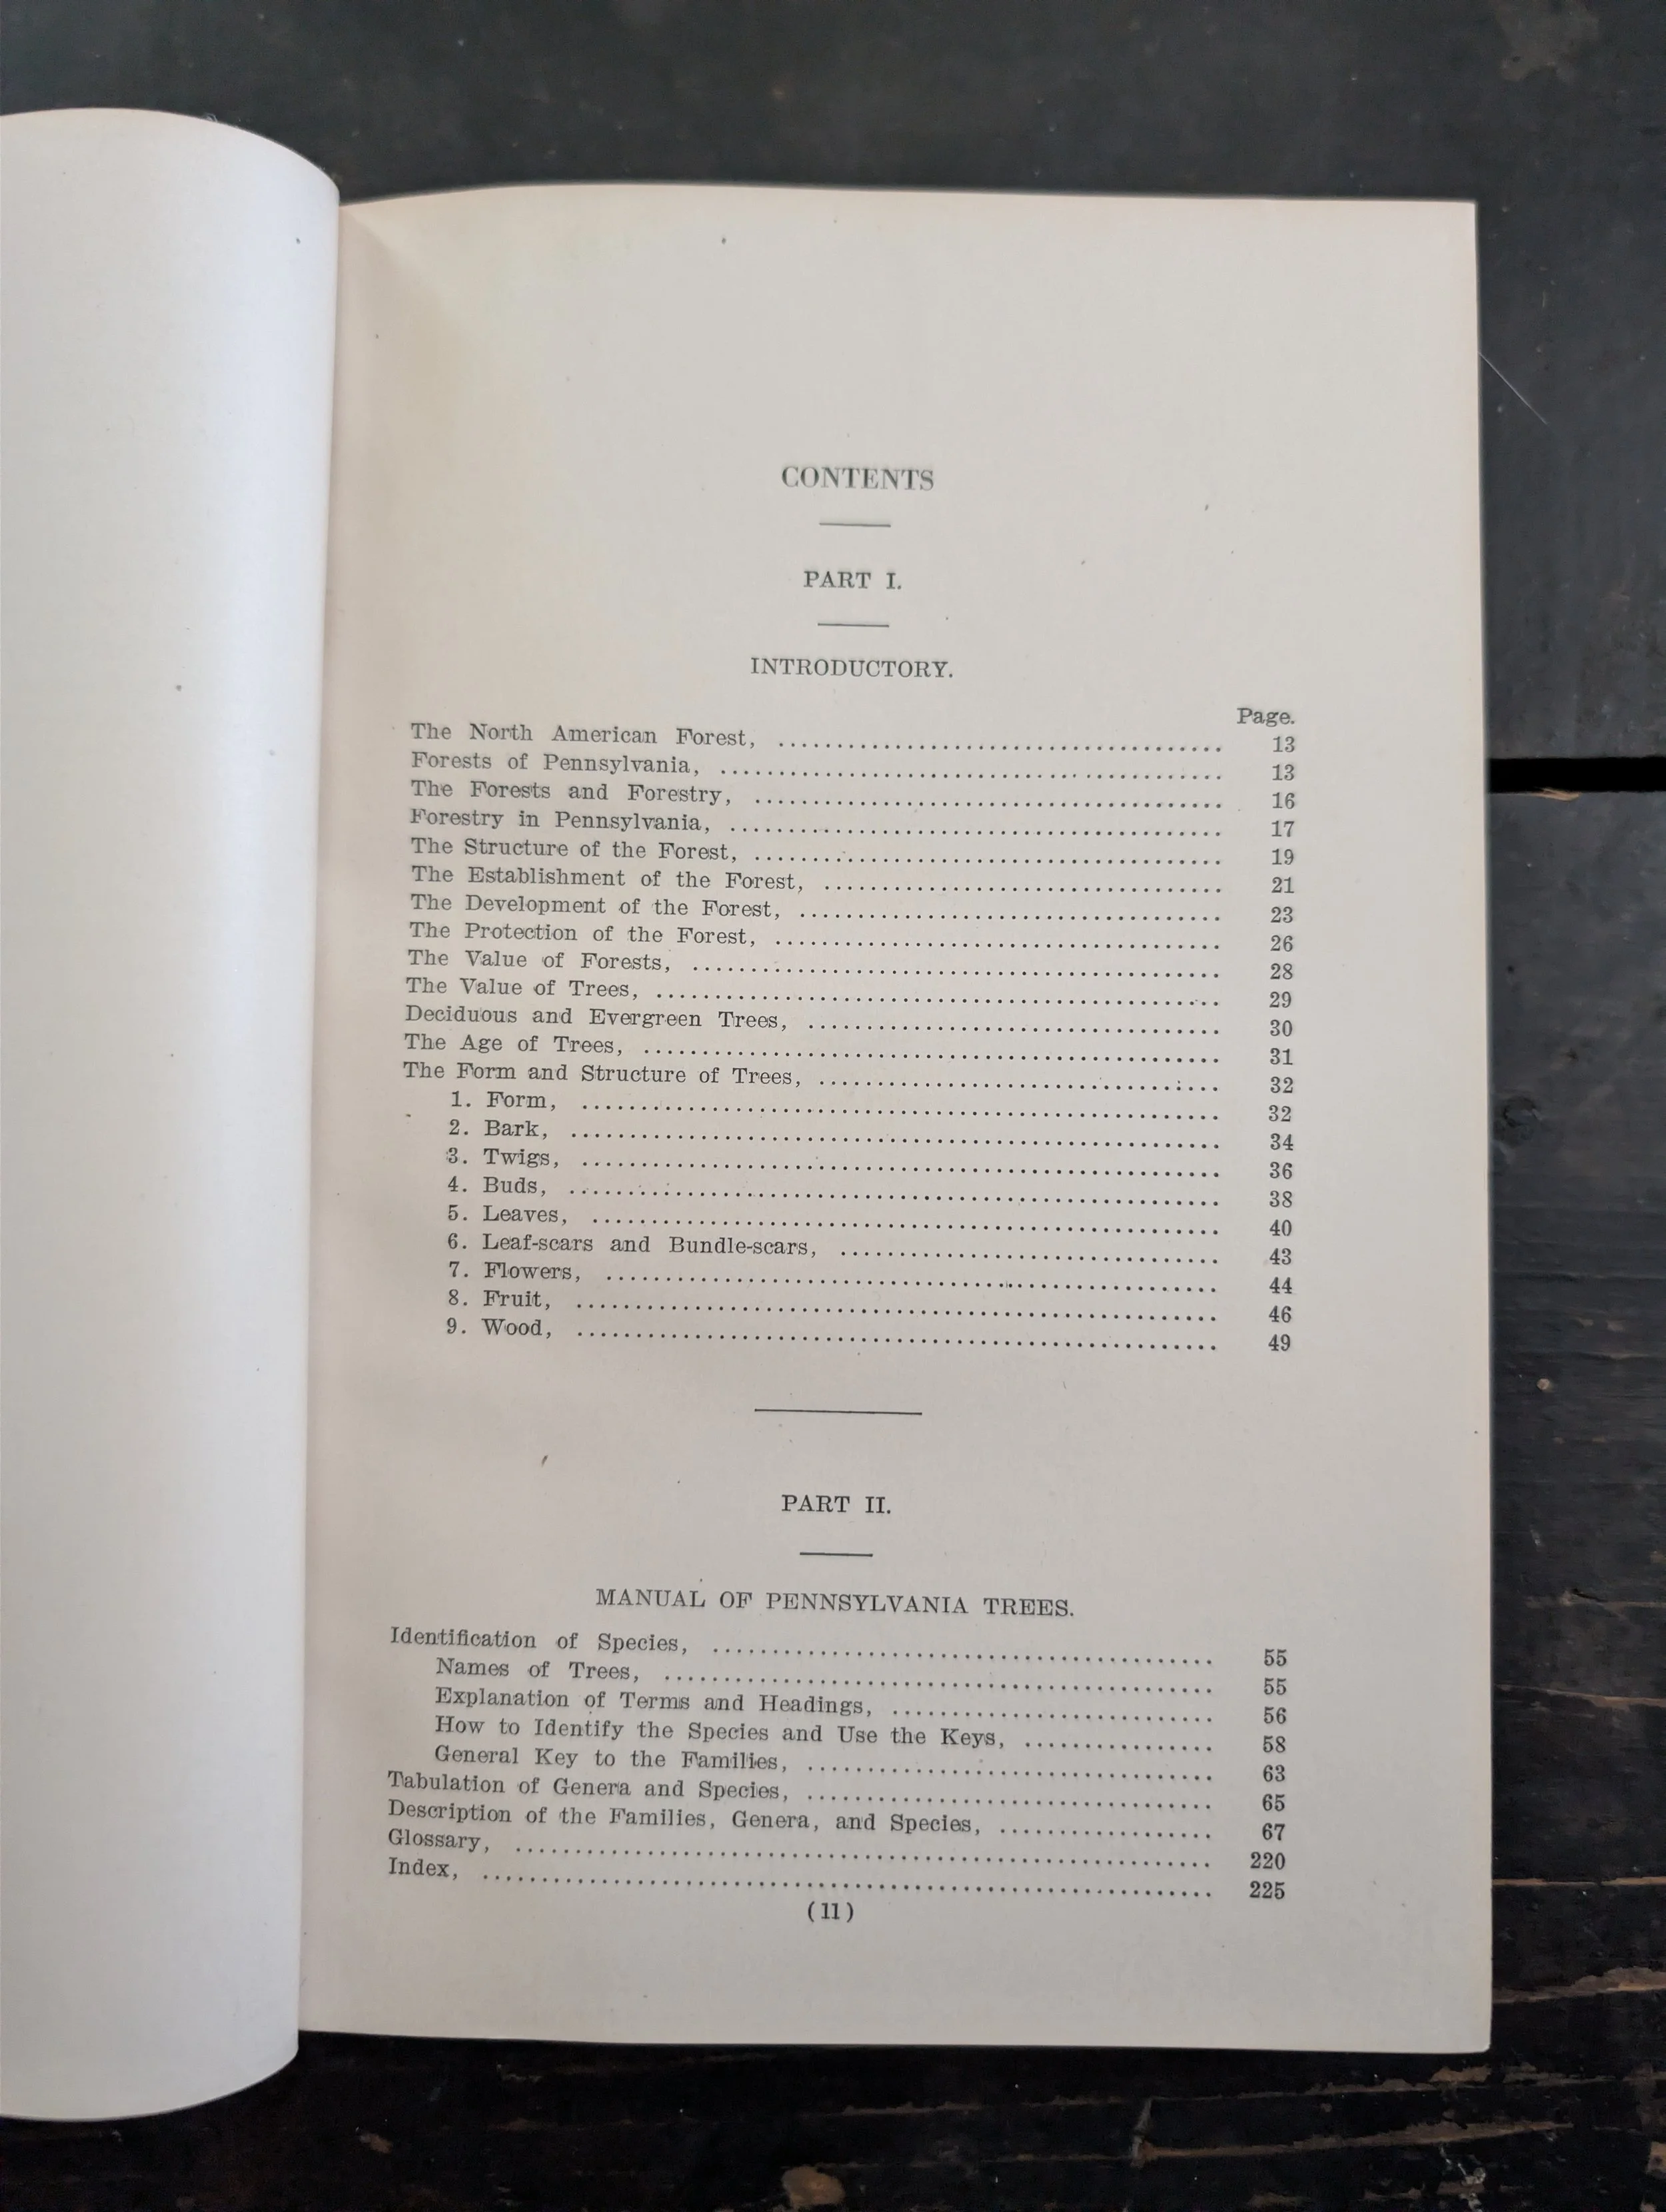 CONTENTS
PART I.
INTRODUCTORY.
Page.
The North American Forest, ...................................... 13
Forests of Pennsylvania, ........................................... 13
The Forests and Forestry, ........................................ 16
Forestry in Pennsylvania, .......................................... 17
The Structure of the Forest, ........................................ 19
The Establishment of the Forest, .................................. 21
The Development of the Forest, .................................... 23
The Protection of the Forest, ...................................... 26
The Value of Forests, ............................................. 28
The Value of Trees, ................................................ 29
Deciduous and Evergreen Trees, ................................... 30
The Age of Trees, ................................................. 31
The Form and Structure of Trees, .................................. 32
1. Form, ....................................................... 32
2. Bark, ........................................................ 34
3. Twigs, ....................................................... 36
4. Buds, ........................................................ 38
5. Leaves, ...................................................... 40
6. Leaf-scars and Bundle-scars, ................................ 43
7. Flowers, .................................................... 44
8. Fruit, ....................................................... 46
9. Wood, ....................................................... 49
PART II.
MANUAL OF PENNSYLVANIA TREES.
Identification of Species, ........................................... 55
Names of Trees, ............................................... 55
Explanation of Terms and Headings, ............................ 56
How to Identify the Species and Use the Keys, ................ 58
General Key to the Families, ................................... 63
Tabulation of Genera and Species, ................................... 65
Description of the Families, Genera, and Species, .................. 67
Glossary, ............................................................ 220
Index, ............................................................... 225
(11)